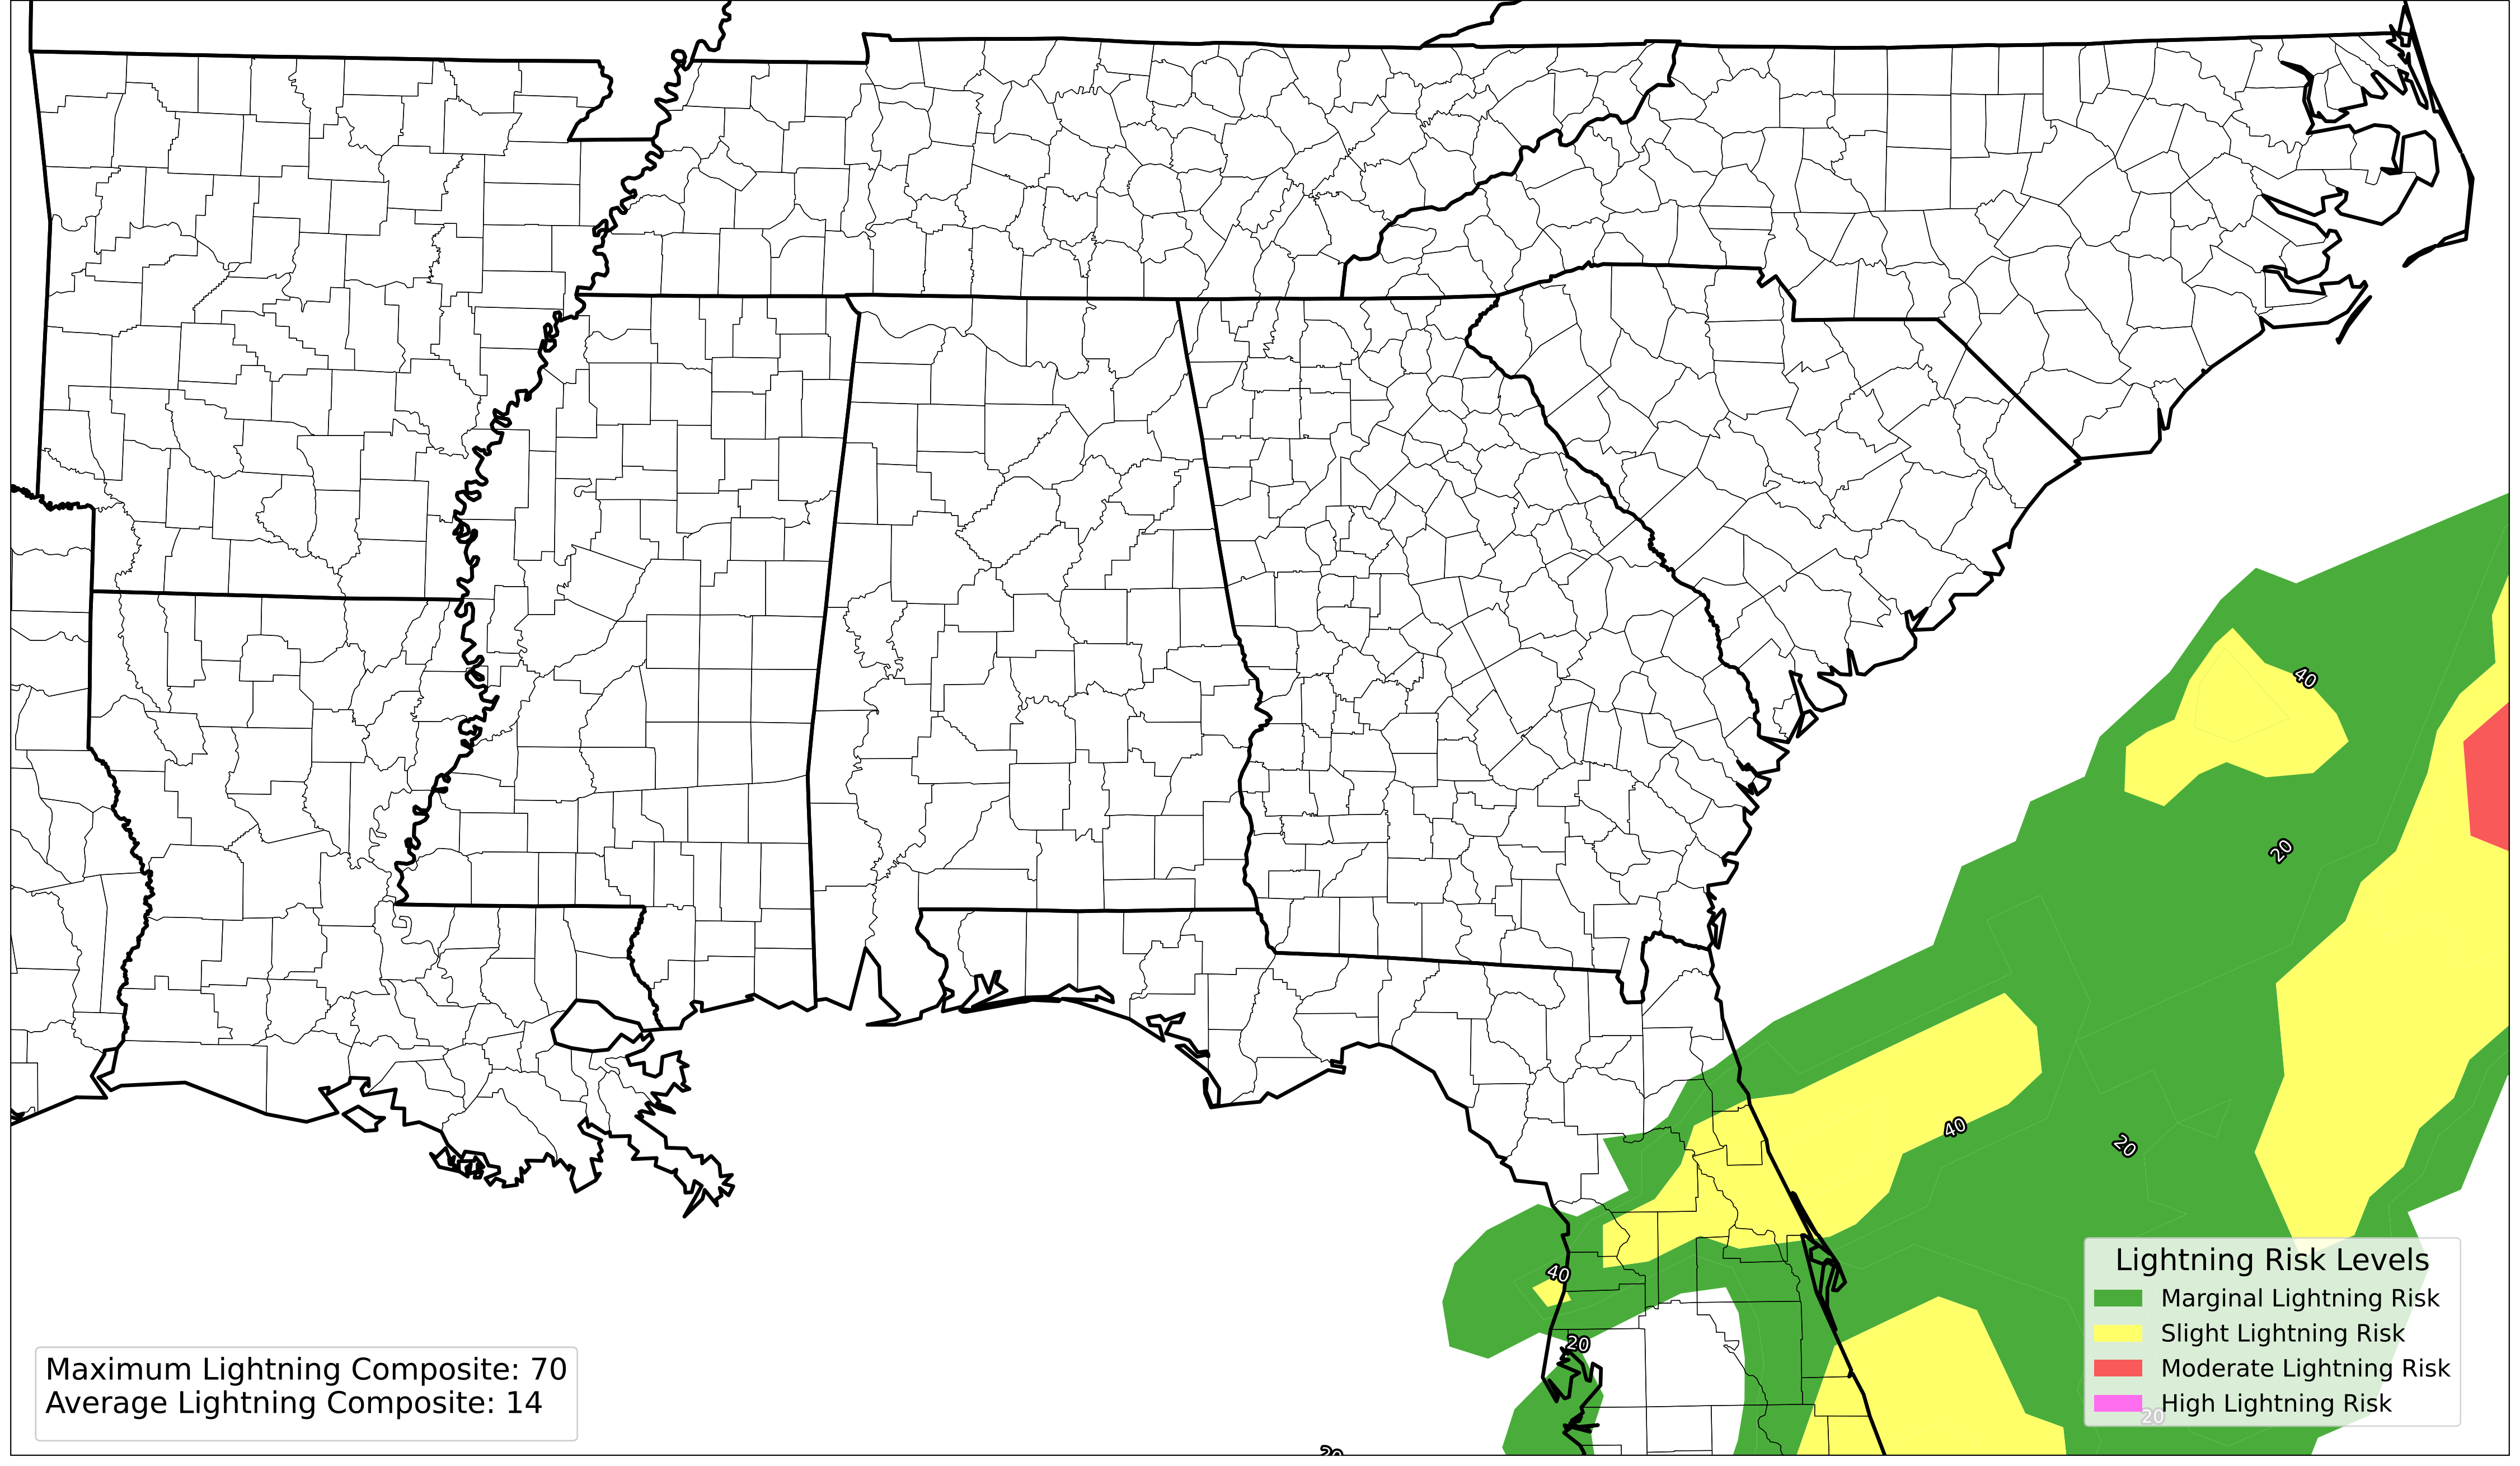 40
20
40
20
40
20
20
20
Lightning Risk Levels
Marginal Lightning Risk
Slight Lightning Risk
Moderate Lightning Risk
High Lightning Risk
Maximum Lightning Composite: 70
Average Lightning Composite: 14